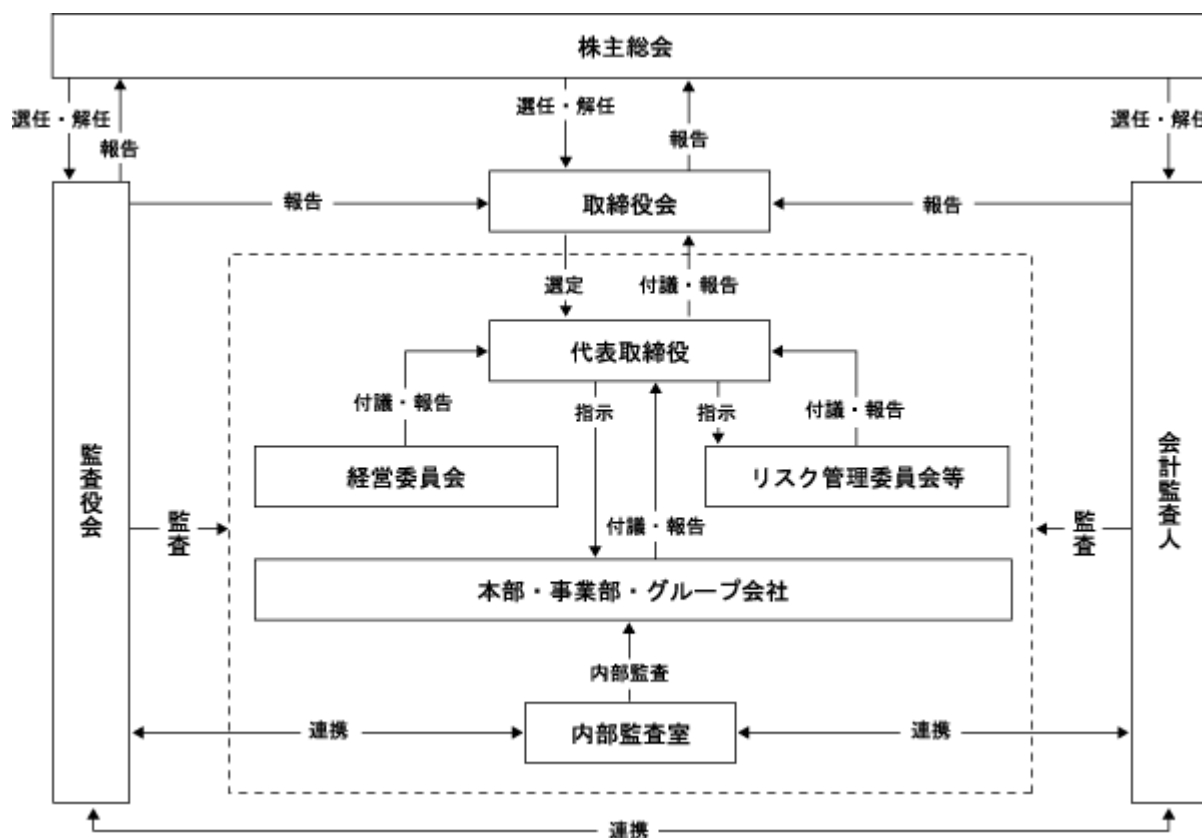 株主総会
選任・解任
報告
選任・解任
報告
選任・解任
報告
取締役会
報告
選定
付議・報告
代表取締役
付議・報告
指示
指示
付議・報告
監査役会
経営委員会
リスク管理委員会等
会計監査人
監査
付議・報告
監査
本部・事業部・グループ会社
内部監査
連携
内部監査室
連携
連携